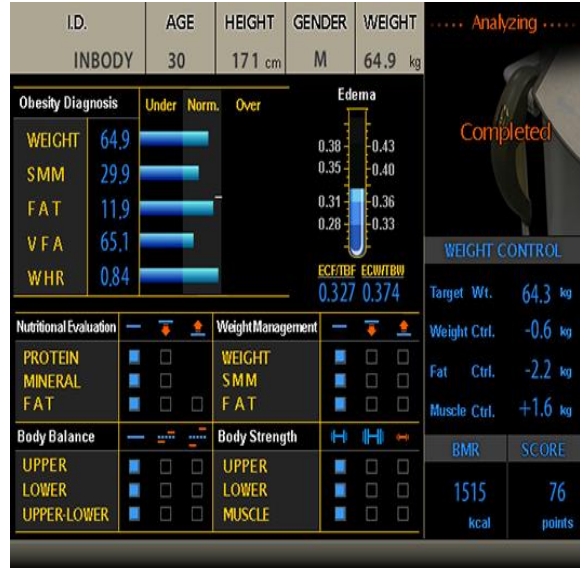 I.D. AGE HEIGHT GENDER WEIGHT
INBODY 30 171 cm M 64.9 kg
Analyzing
Completed
Obesity Diagnosis Under Norm. Over
WEIGHT 64.9
SMM 29.9
FAT 11.9
VFA 65.1
WHR 0.84
Edema
0.38 0.43
0.35 0.40
0.31 0.36
0.28 0.33
ECF/TBF ECW/TBW
0.327 0.374
WEIGHT CONTROL
Target Wt. 64.3 kg
Weight Ctrl. -0.6 kg
Fat Ctrl. -2.2 kg
Muscle Ctrl. +1.6 kg
Nutritional Evaluation
PROTEIN
MINERAL
FAT
Weight Management
WEIGHT
SMM
FAT
Body Balance
UPPER
LOWER
UPPER-LOWER
Body Strength
UPPER
LOWER
MUSCLE
BMR SCORE
1515 76
kcal points